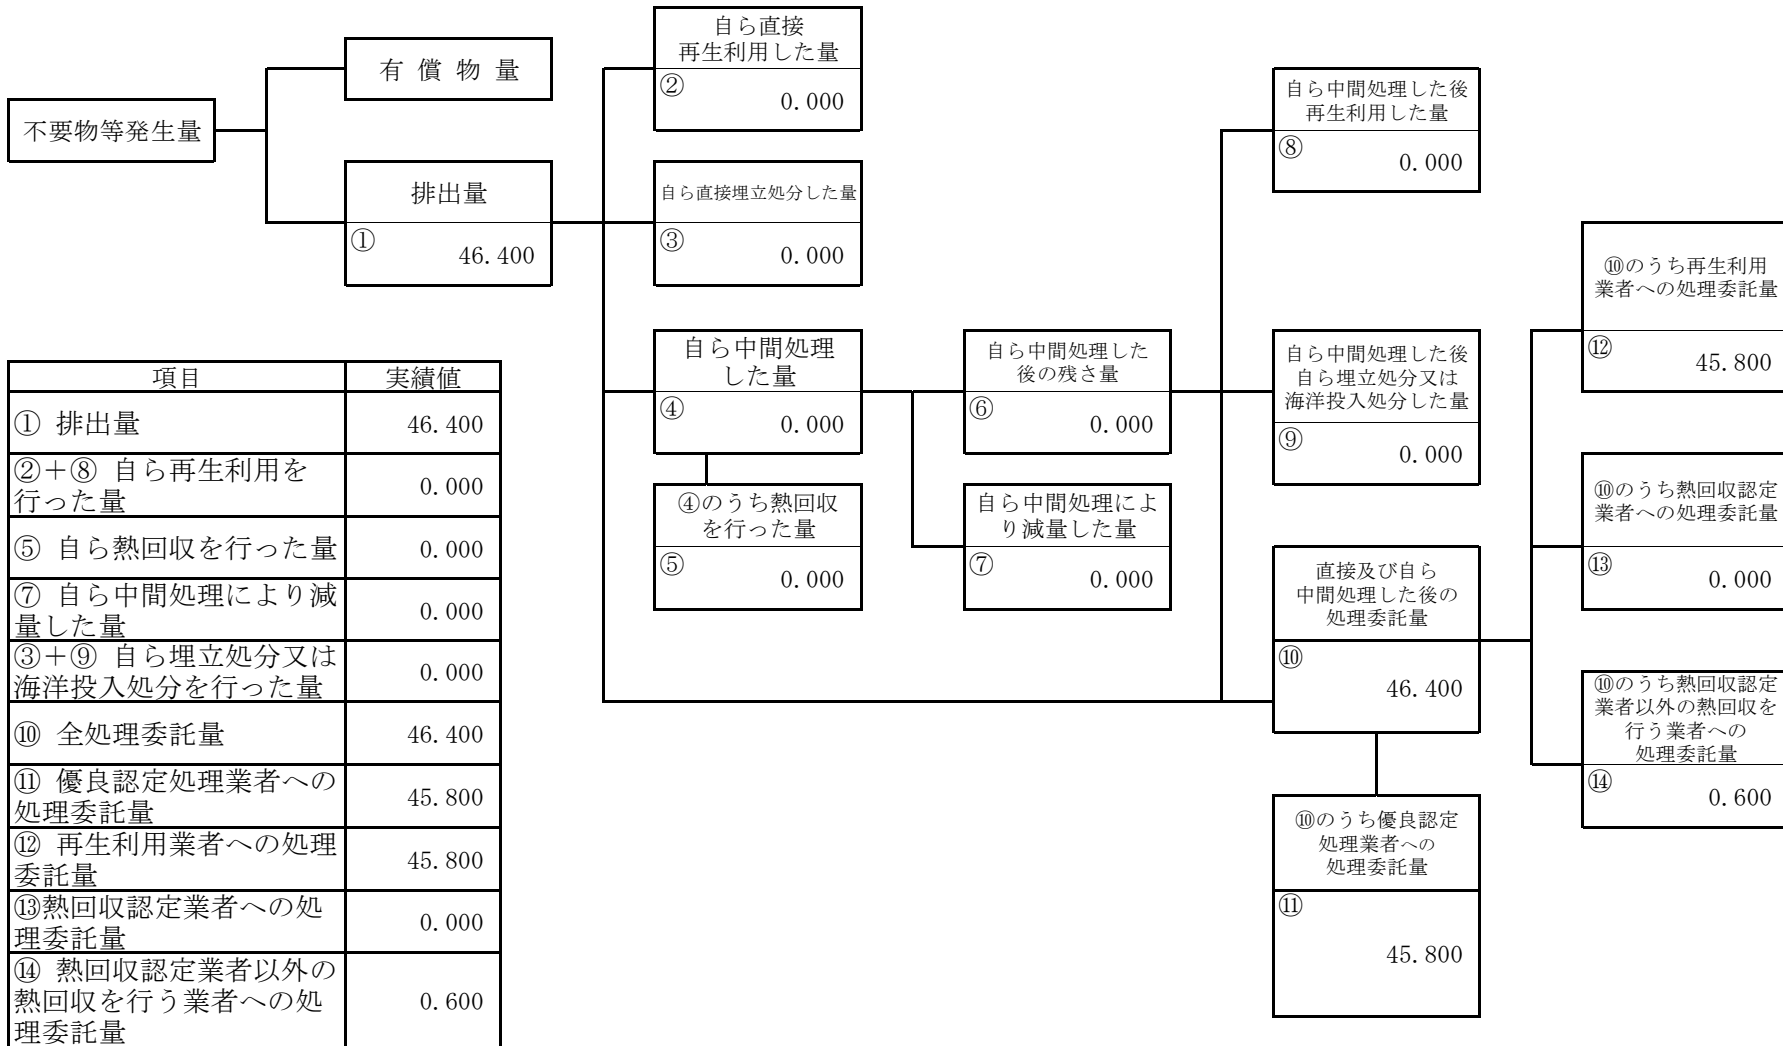 不要物等発生量
有 償 物 量
排出量
①
46.400
自ら直接
再生利用した量
②
0.000
自ら直接埋立処分した量
③
0.000
自ら中間処理
した量
④
0.000
④のうち熱回収
を行った量
⑤
0.000
自ら中間処理した
後の残さ量
⑥
0.000
自ら中間処理によ
り減量した量
⑦
0.000
自ら中間処理した後
再生利用した量
⑧
0.000
自ら中間処理した後
自ら埋立処分又は
海洋投入処分した量
⑨
0.000
直接及び自ら
中間処理した後の
処理委託量
⑩
46.400
⑩のうち優良認定
処理業者への
処理委託量
⑪
45.800
⑩のうち再生利用
業者への処理委託量
⑫
45.800
⑩のうち熱回収認定
業者への処理委託量
⑬
0.000
⑩のうち熱回収認定
業者以外の熱回収を
行う業者への
処理委託量
⑭
0.600
項目 実績値
① 排出量 46.400
②＋⑧ 自ら再生利用を
行った量 0.000
⑤ 自ら熱回収を行った量 0.000
⑦ 自ら中間処理により減
量した量 0.000
③＋⑨ 自ら埋立処分又は
海洋投入処分を行った量 0.000
⑩ 全処理委託量 46.400
⑪ 優良認定処理業者への
処理委託量 45.800
⑫ 再生利用業者への処理
委託量 45.800
⑬熱回収認定業者への処
理委託量 0.000
⑭ 熱回収認定業者以外の
熱回収を行う業者への処
理委託量 0.600